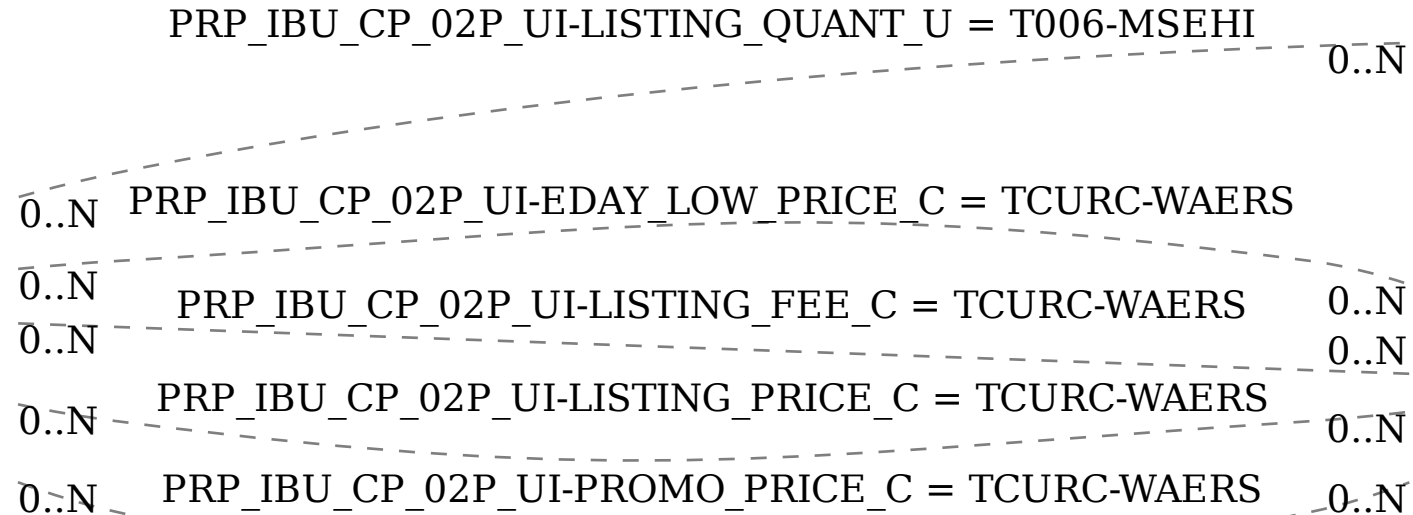 PRP_IBU_CP_02P_UI-LISTING_QUANT_U = T006-MSEHI
0..N
0..N PRP_IBU_CP_02P_UI-EDAY_LOW_PRICE_C = TCURC-WAERS
0..N
PRP_IBU_CP_02P_UI-LISTING_FEE_C = TCURC-WAERS 0..N
0..N
0..N
0..N PRP_IBU_CP_02P_UI-LISTING_PRICE_C = TCURC-WAERS 0..N
0..N PRP_IBU_CP_02P_UI-PROMO_PRICE_C = TCURC-WAERS 0..N